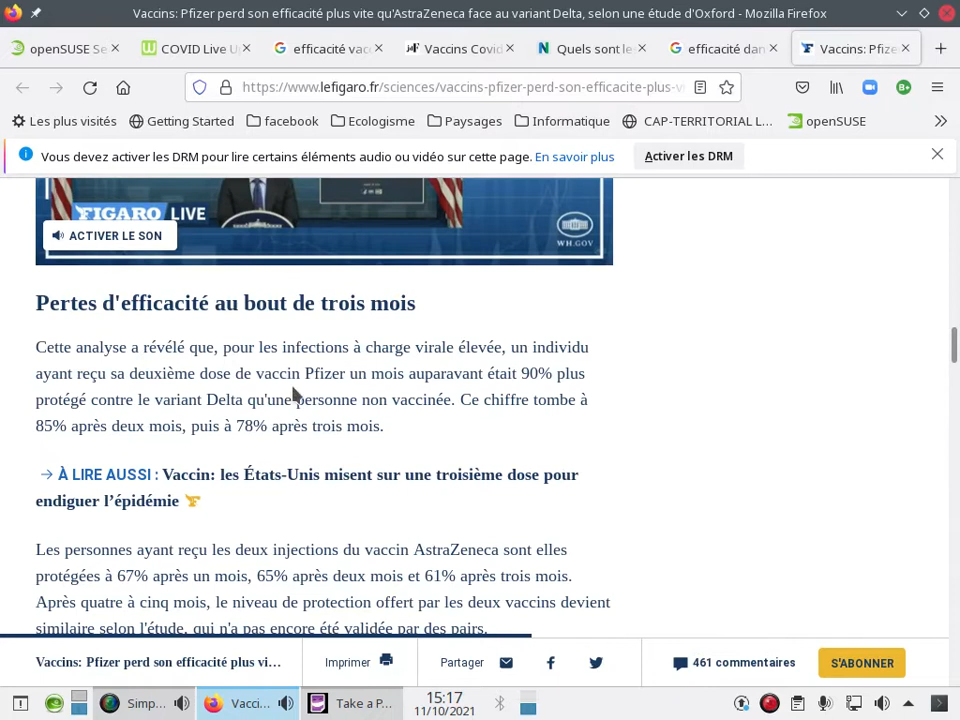 Vaccins: Pfizer perd son efficacité plus vite qu'AstraZeneca face au variant Delta, selon une étude d'Oxford - Mozilla Firefox
openSUSE Se
COVID Live U
efficacité vac
Vaccins Covid
Quels sont le
efficacité dan
Vaccins: Pfize
https://www.lefigaro.fr/sciences/vaccins-pfizer-perd-son-efficacite-plus-v
Les plus visités
Getting Started
facebook
Ecologisme
Paysages
Informatique
CAP-TERRITORIAL L…
openSUSE
Vous devez activer les DRM pour lire certains éléments audio ou vidéo sur cette page. En savoir plus
Activer les DRM
FIGARO LIVE
ACTIVER LE SON
WH.GOV
Pertes d'efficacité au bout de trois mois
Cette analyse a révélé que, pour les infections à charge virale élevée, un individu
ayant reçu sa deuxième dose de vaccin Pfizer un mois auparavant était 90% plus
protégé contre le variant Delta qu'une personne non vaccinée. Ce chiffre tombe à
85% après deux mois, puis à 78% après trois mois.
→ À LIRE AUSSI : Vaccin: les États-Unis misent sur une troisième dose pour
endiguer l’épidémie
Les personnes ayant reçu les deux injections du vaccin AstraZeneca sont elles
protégées à 67% après un mois, 65% après deux mois et 61% après trois mois.
Après quatre à cinq mois, le niveau de protection offert par les deux vaccins devient
similaire selon l'étude, qui n'a pas encore été validée par des pairs.
Vaccins: Pfizer perd son efficacité plus vi…
Imprimer
Partager
461 commentaires
S'ABONNER
Simp…
Vacci…
Take a P…
15:17
11/10/2021